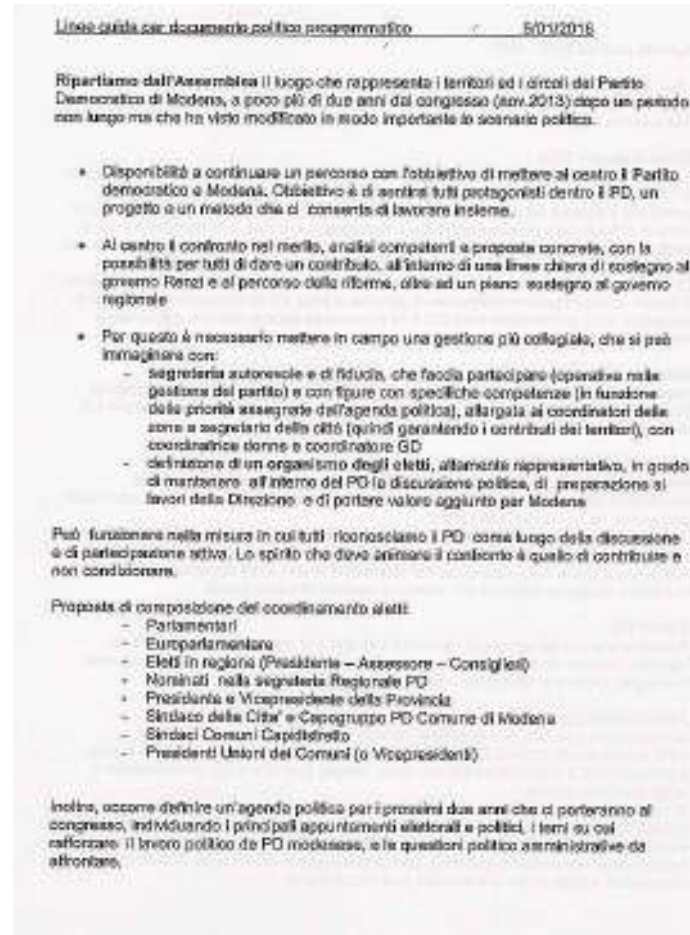 Linee guida per documento politico programmatico - 5/01/2016
Ripartiamo dall'Assemblea il luogo che rappresenta i territori ed i circoli del Partito
Democratico di Modena, a poco più di due anni dal congresso (nov.2013) dopo un periodo
non lungo ma che ha visto modificato in modo importante lo scenario politico.
• Disponibilità a continuare un percorso con l'obbiettivo di mettere al centro il Partito
democratico e Modena. Obbiettivo è di sentirsi tutti protagonisti dentro il PD, un
progetto e un metodo che ci consenta di lavorare insieme.
• Al centro il confronto nel merito, analisi competenti e proposte concrete, con la
possibilità per tutti di dare un contributo, all'interno di una linea chiara di sostegno al
governo Renzi e al percorso delle riforme, oltre ad un pieno sostegno al governo
regionale
• Per questo è necessario mettere in campo una gestione più collegiale, che si può
immaginare con:
- segreteria autorevole e di fiducia, che faccia partecipare (operativa nella
gestione del partito) e con figure con specifiche competenze (in funzione
delle priorità assegnate dall'agenda politica), allargata ai coordinatori delle
zone e segretario della città (quindi garantendo i contributi dei territori), con
coordinatrice donne e coordinatore GD
- definizione di un organismo degli eletti, altamente rappresentativo, in grado
di mantenere all'interno del PD la discussione politica, di preparazione ai
lavori della Direzione e di portare valore aggiunto per Modena
Può funzionare nella misura in cui tutti riconosciamo il PD come luogo della discussione
e di partecipazione attiva. Lo spirito che deve animare il confronto è quello di contribuire e
non condizionare.
Proposta di composizione del coordinamento eletti:
- Parlamentari
- Europarlamentare
- Eletti in regione (Presidente – Assessore – Consiglieri)
- Nominati nella segreteria Regionale PD
- Presidente e Vicepresidente della Provincia
- Sindaco della Citta' e Capogruppo PD Comune di Modena
- Sindaci Comuni Capidistretto
- Presidenti Unioni dei Comuni (o Vicepresidenti)
Inoltre, occorre definire un'agenda politica per i prossimi due anni che ci porteranno al
congresso, individuando i principali appuntamenti elettorali e politici, i temi su cui
rafforzare il lavoro politico de PD modenese, e le questioni politico amministrative da
affrontare.